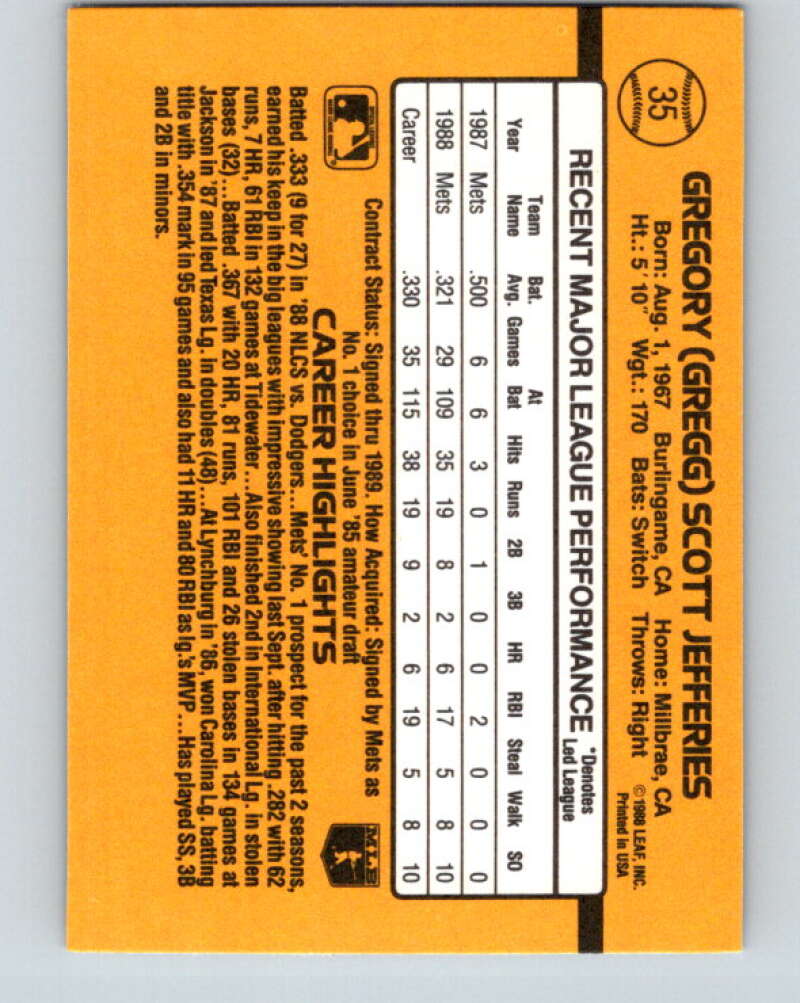 35
GREGORY (GREGG) SCOTT JEFFERIES
Born: Aug. 1, 1967 Burlingame, CA Home: Millbrae, CA
Ht.: 5' 10" Wgt.: 170 Bats: Switch Throws: Right
©1988 LEAF, INC.
Printed in USA
RECENT MAJOR LEAGUE PERFORMANCE
*Denotes
Led League
Year Team Name Bat. Avg. Games At Bat Hits Runs 2B 3B HR RBI Steal Walk SO
1987 Mets .500 6 6 3 0 1 0 0 2 0 0 0
1988 Mets .321 29 109 35 19 8 2 6 17 5 8 10
Career .330 35 115 38 19 9 2 6 19 5 8 10
Contract Status: Signed thru 1989. How Acquired: Signed by Mets as
No. 1 choice in June '85 amateur draft
CAREER HIGHLIGHTS
MLB
Batted .333 (9 for 27) in '88 NLCS vs. Dodgers...Mets' No. 1 prospect for the past 2 seasons,
earned his keep in the big leagues with impressive showing last Sept. after hitting .282 with 62
runs, 7 HR, 61 RBI in 132 games at Tidewater...Also finished 2nd in International Lg. in stolen
bases (32)...Batted .367 with 20 HR, 81 runs, 101 RBI and 26 stolen bases in 134 games at
Jackson in '87 and led Texas Lg. in doubles (48)...At Lynchburg in '86, won Carolina Lg. batting
title with .354 mark in 95 games and also had 11 HR and 80 RBI as lg.'s MVP...Has played SS, 3B
and 2B in minors.